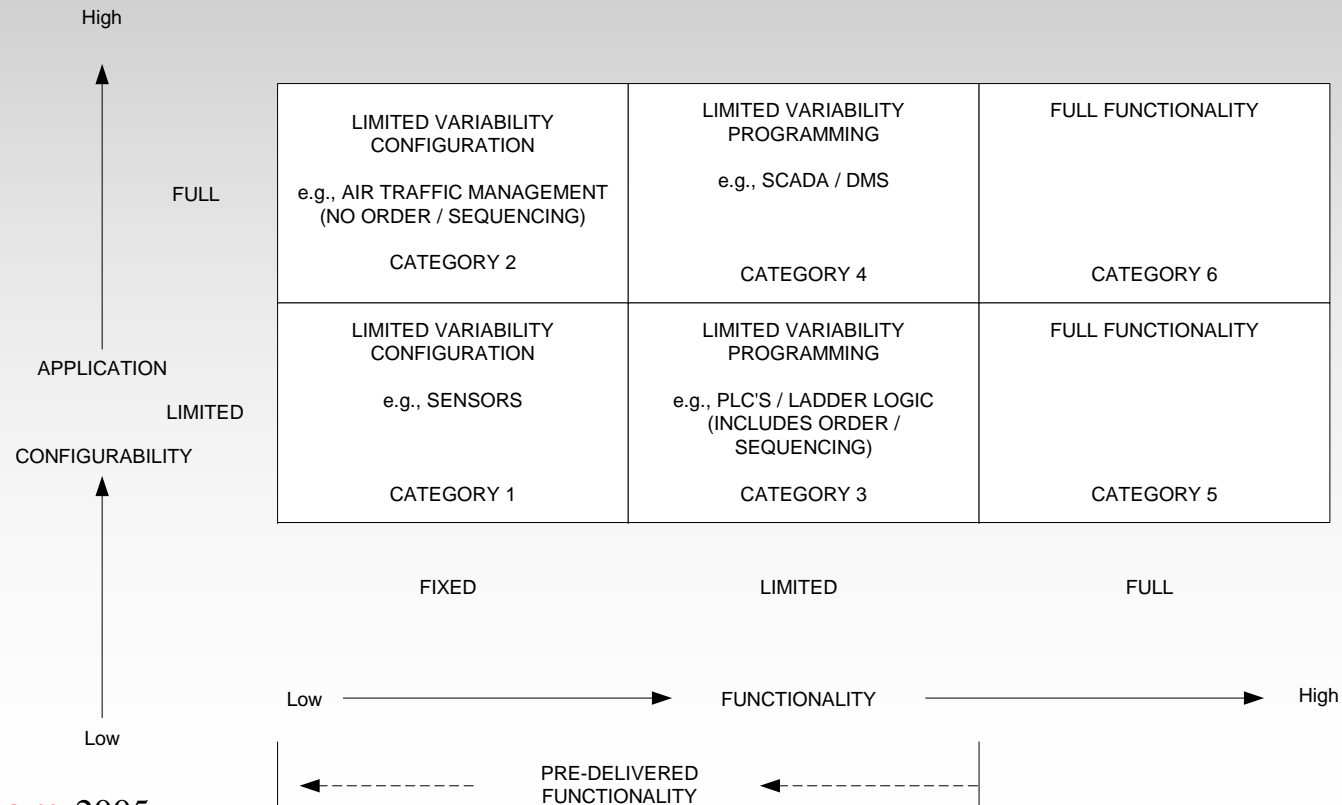 High
LIMITED VARIABILITY
CONFIGURATION
e.g., AIR TRAFFIC MANAGEMENT
(NO ORDER / SEQUENCING)
CATEGORY 2
LIMITED VARIABILITY
PROGRAMMING
e.g., SCADA / DMS
CATEGORY 4
FULL FUNCTIONALITY
CATEGORY 6
FULL
LIMITED VARIABILITY
CONFIGURATION
e.g., SENSORS
CATEGORY 1
LIMITED VARIABILITY
PROGRAMMING
e.g., PLC'S / LADDER LOGIC
(INCLUDES ORDER /
SEQUENCING)
CATEGORY 3
FULL FUNCTIONALITY
CATEGORY 5
APPLICATION
LIMITED
CONFIGURABILITY
FIXED
LIMITED
FULL
Low
FUNCTIONALITY
High
Low
PRE-DELIVERED
FUNCTIONALITY
2005